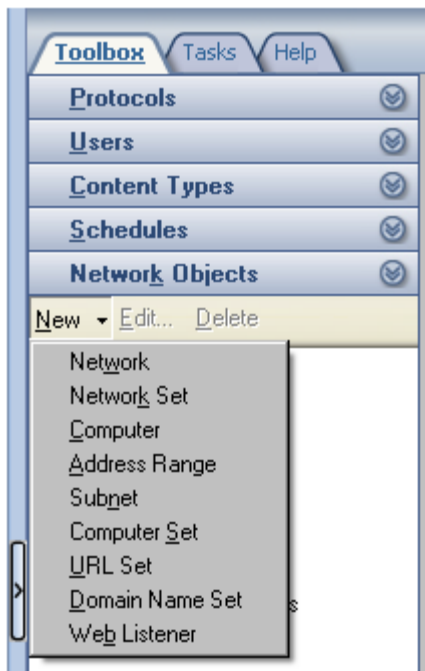 Toolbox Tasks Help
Protocols
Users
Content Types
Schedules
Network Objects
New Edit... Delete
Network
Network Set
Computer
Address Range
Subnet
Computer Set
URL Set
Domain Name Set
Web Listener